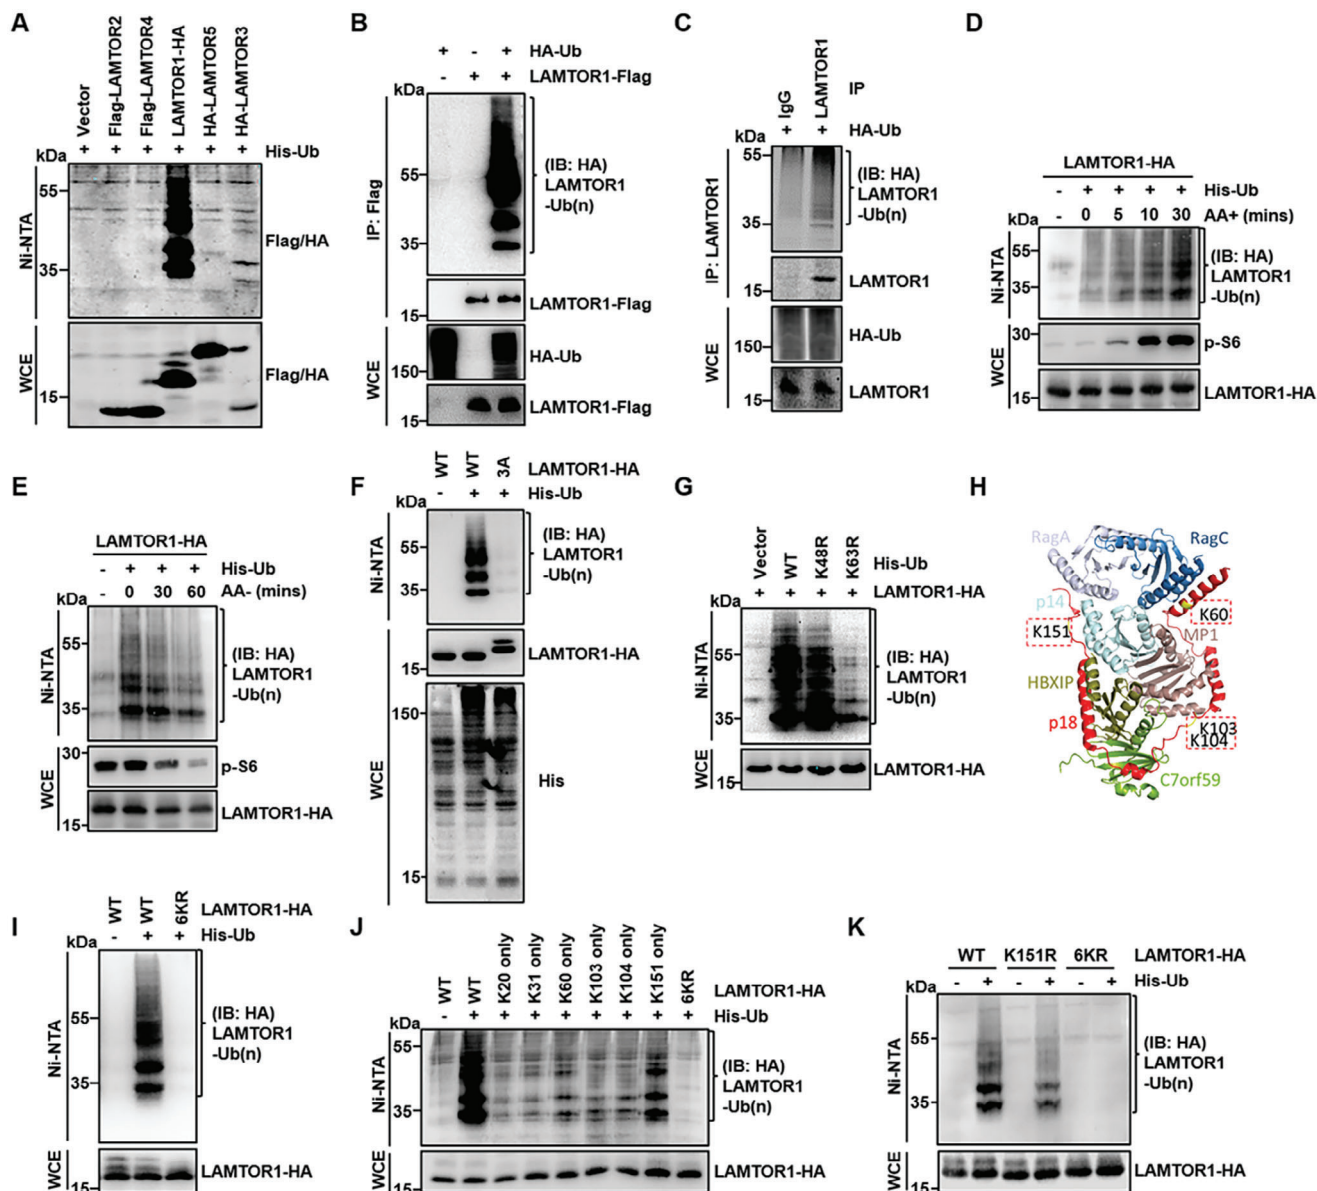 A
Vector
Flag-LAMTOR2
Flag-LAMTOR4
LAMTOR1-HA
HA-LAMTOR5
HA-LAMTOR3
+ + + + + + His-Ub
kDa
Ni-NTA
55
35
Flag/HA
WCE
15
Flag/HA
B
+ - + HA-Ub
- + + LAMTOR1-Flag
kDa
IP: Flag
55
35
(IB: HA)
LAMTOR1
-Ub(n)
15
LAMTOR1-Flag
WCE
150
HA-Ub
15
LAMTOR1-Flag
C
IgG
LAMTOR1
IP
+ + HA-Ub
kDa
IP: LAMTOR1
55
35
(IB: HA)
LAMTOR1
-Ub(n)
15
LAMTOR1
WCE
150
HA-Ub
15
LAMTOR1
D
LAMTOR1-HA
- + + + + His-Ub
- 0 5 10 30 AA+ (mins)
kDa
Ni-NTA
55
35
(IB: HA)
LAMTOR1
-Ub(n)
WCE
30
p-S6
15
LAMTOR1-HA
E
LAMTOR1-HA
- + + + His-Ub
- 0 30 60 AA- (mins)
kDa
Ni-NTA
55
35
(IB: HA)
LAMTOR1
-Ub(n)
WCE
30
p-S6
15
LAMTOR1-HA
F
WT
WT
3A
LAMTOR1-HA
- + + His-Ub
kDa
Ni-NTA
55
35
(IB: HA)
LAMTOR1
-Ub(n)
WCE
15
LAMTOR1-HA
150
His
15
G
Vector
WT
K48R
K63R
His-Ub
+ + + + LAMTOR1-HA
kDa
Ni-NTA
55
35
(IB: HA)
LAMTOR1
-Ub(n)
WCE
15
LAMTOR1-HA
H
RagA
RagC
p14
K60
K151
MP1
HBXIP
p18
K103
K104
C7orf59
I
WT
WT
6KR
LAMTOR1-HA
- + + His-Ub
kDa
Ni-NTA
55
35
(IB: HA)
LAMTOR1
-Ub(n)
WCE
15
LAMTOR1-HA
J
WT
WT
K20 only
K31 only
K60 only
K103 only
K104 only
K151 only
6KR
LAMTOR1-HA
- + + + + + + + + His-Ub
kDa
Ni-NTA
55
35
(IB: HA)
LAMTOR1
-Ub(n)
WCE
15
LAMTOR1-HA
K
WT K151R 6KR LAMTOR1-HA
- + - + - + His-Ub
kDa
Ni-NTA
55
35
(IB: HA)
LAMTOR1
-Ub(n)
WCE
15
LAMTOR1-HA